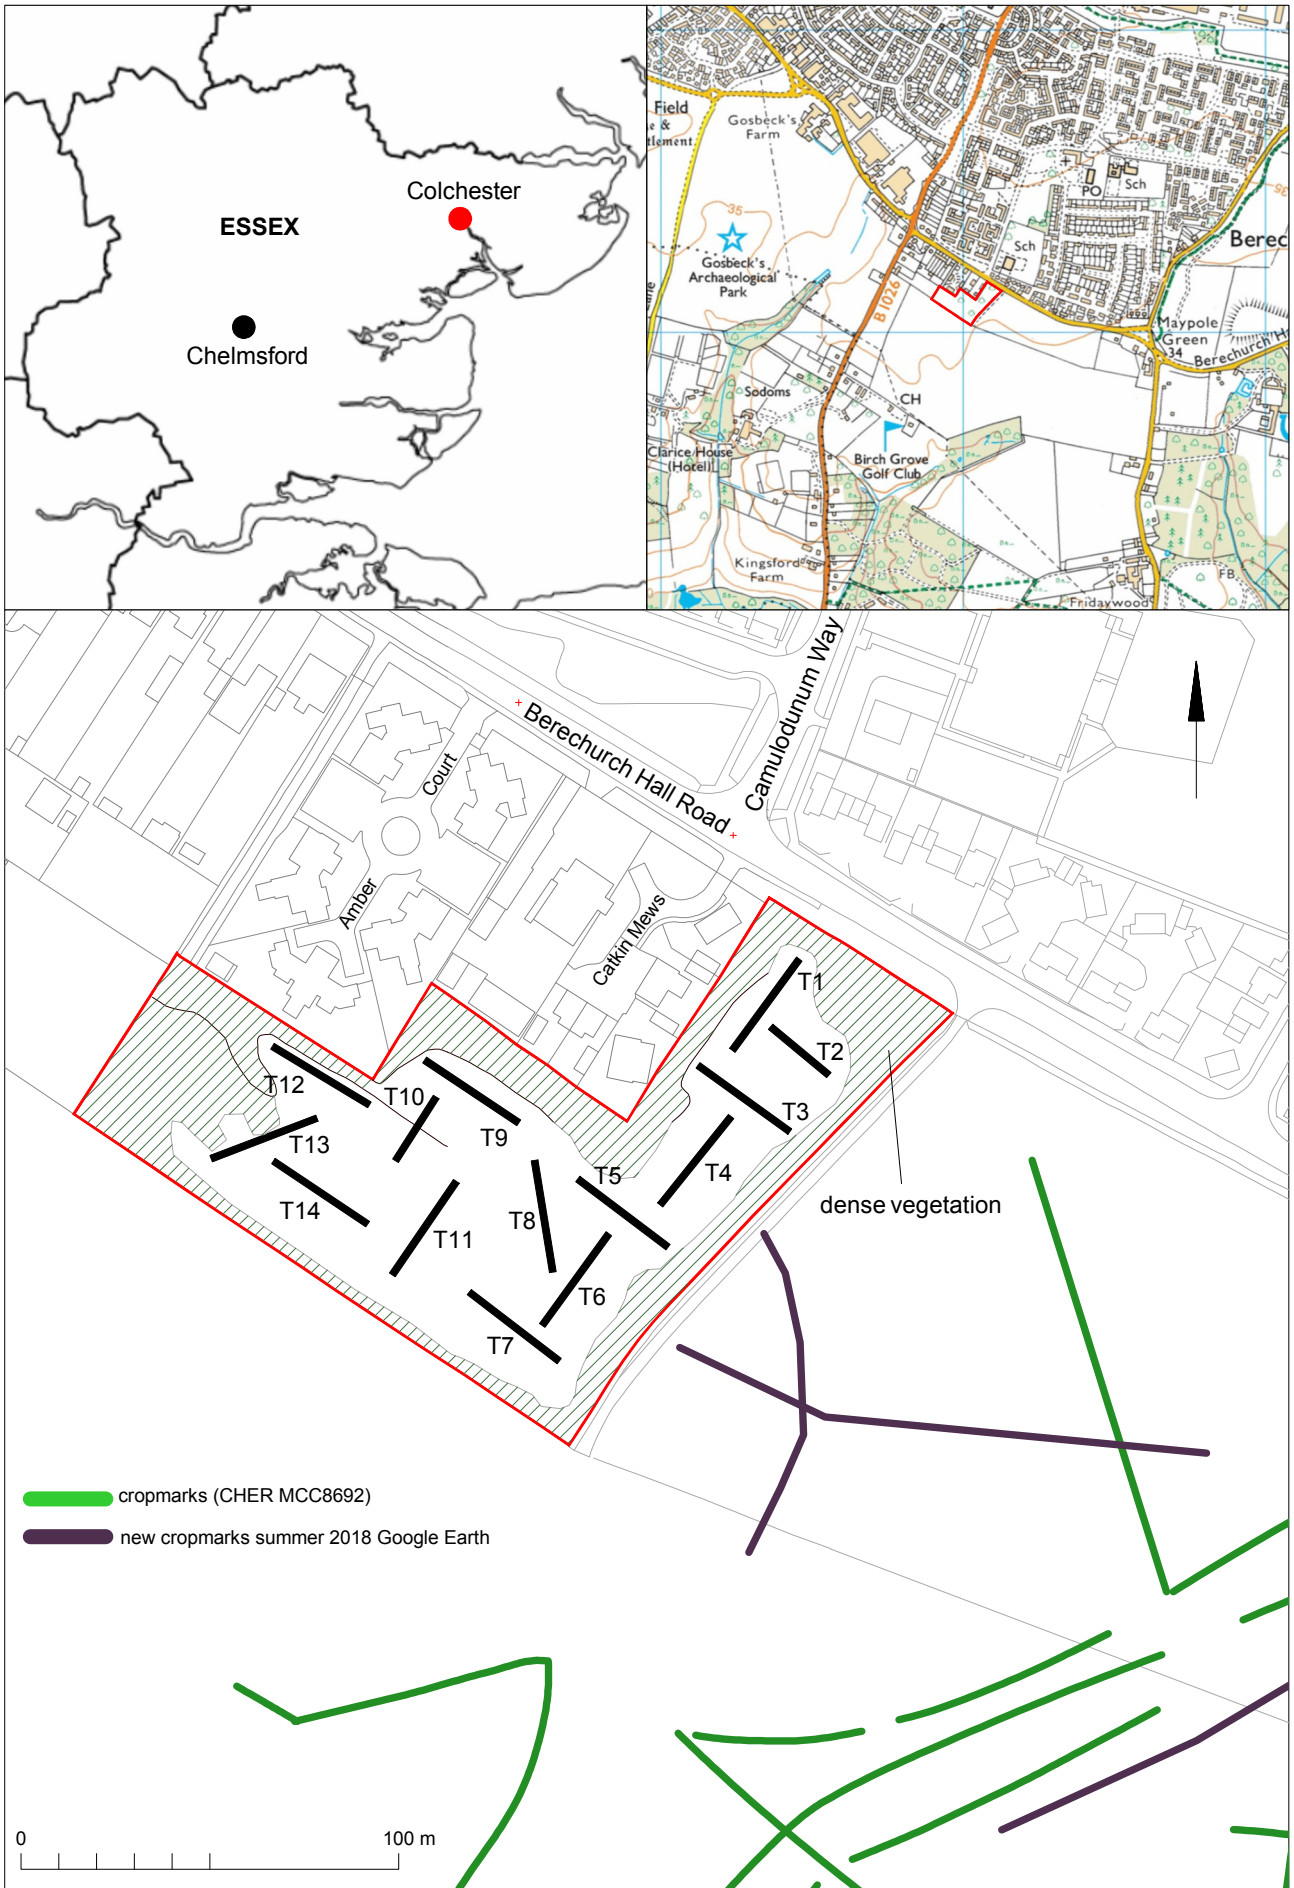 Colchester
ESSEX
Chelmsford
Field
Gosbeck's
Farm
PO
Sch
Sch
35
Gosbeck's
Archaeological
Park
B 1026
Berec
Maypole
Green
34
Berechurch
Sodoms
CH
Clarice House
(Hotel)
Birch Grove
Golf Club
Kingsford
Farm
FB
Fridaywood
Camulodunum Way
Berechurch Hall Road
Court
Amber
Catkin Mews
T1
T2
T3
T4
T5
T6
T7
T8
T9
T10
T11
T12
T13
T14
dense vegetation
cropmarks (CHER MCC8692)
new cropmarks summer 2018 Google Earth
0 100 m